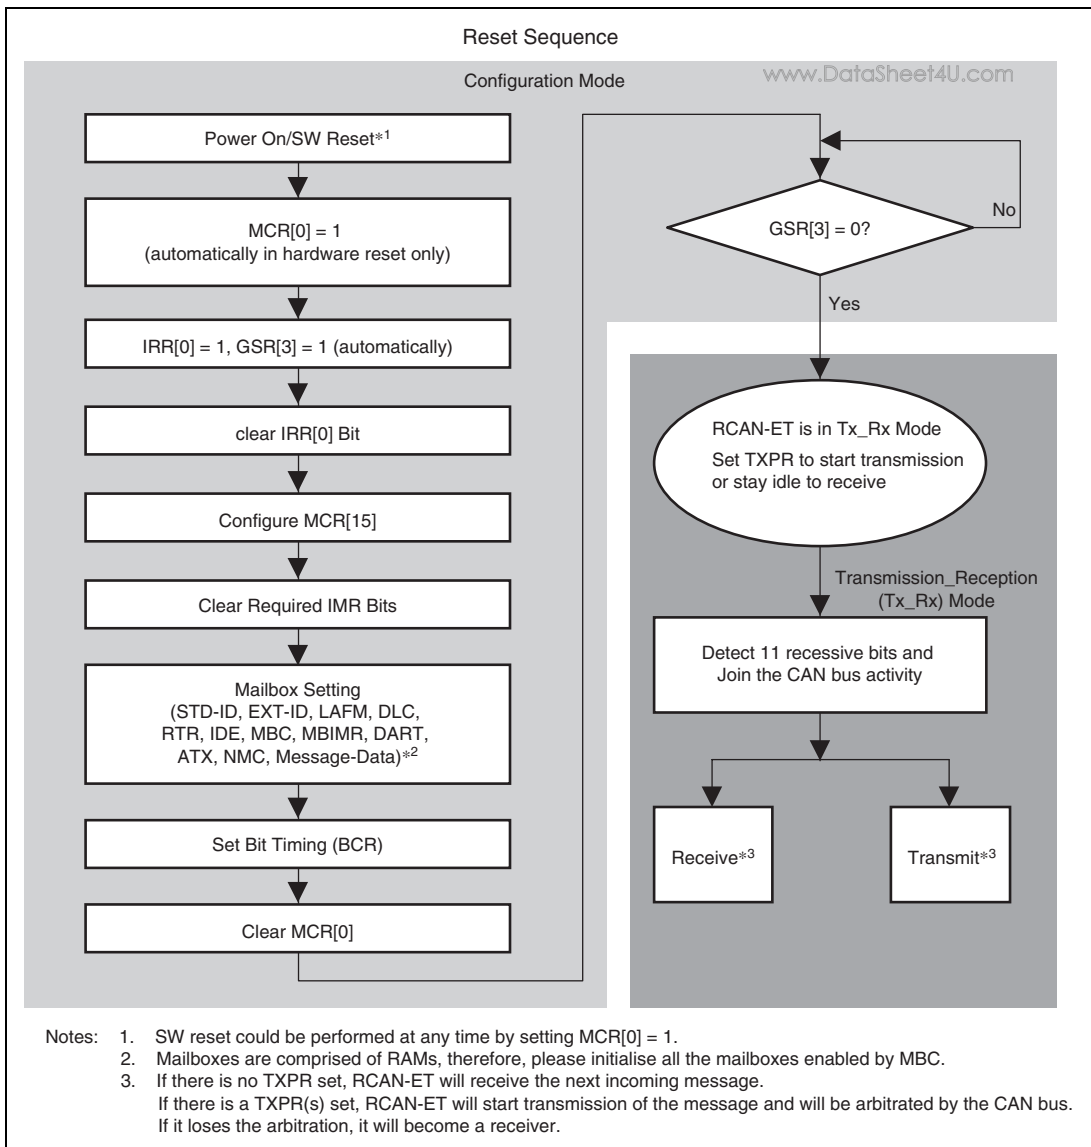 Reset Sequence
www.DataSheet4U.com
Configuration Mode
Power On/SW Reset*1
MCR[0] = 1
(automatically in hardware reset only)
IRR[0] = 1, GSR[3] = 1 (automatically)
clear IRR[0] Bit
Configure MCR[15]
Clear Required IMR Bits
Mailbox Setting
(STD-ID, EXT-ID, LAFM, DLC,
RTR, IDE, MBC, MBIMR, DART,
ATX, NMC, Message-Data)*2
Set Bit Timing (BCR)
Clear MCR[0]
GSR[3] = 0?
No
Yes
RCAN-ET is in Tx_Rx Mode
Set TXPR to start transmission
or stay idle to receive
Transmission_Reception
(Tx_Rx) Mode
Detect 11 recessive bits and
Join the CAN bus activity
Receive*3
Transmit*3
Notes: 1. SW reset could be performed at any time by setting MCR[0] = 1.
2. Mailboxes are comprised of RAMs, therefore, please initialise all the mailboxes enabled by MBC.
3. If there is no TXPR set, RCAN-ET will receive the next incoming message.
If there is a TXPR(s) set, RCAN-ET will start transmission of the message and will be arbitrated by the CAN bus.
If it loses the arbitration, it will become a receiver.